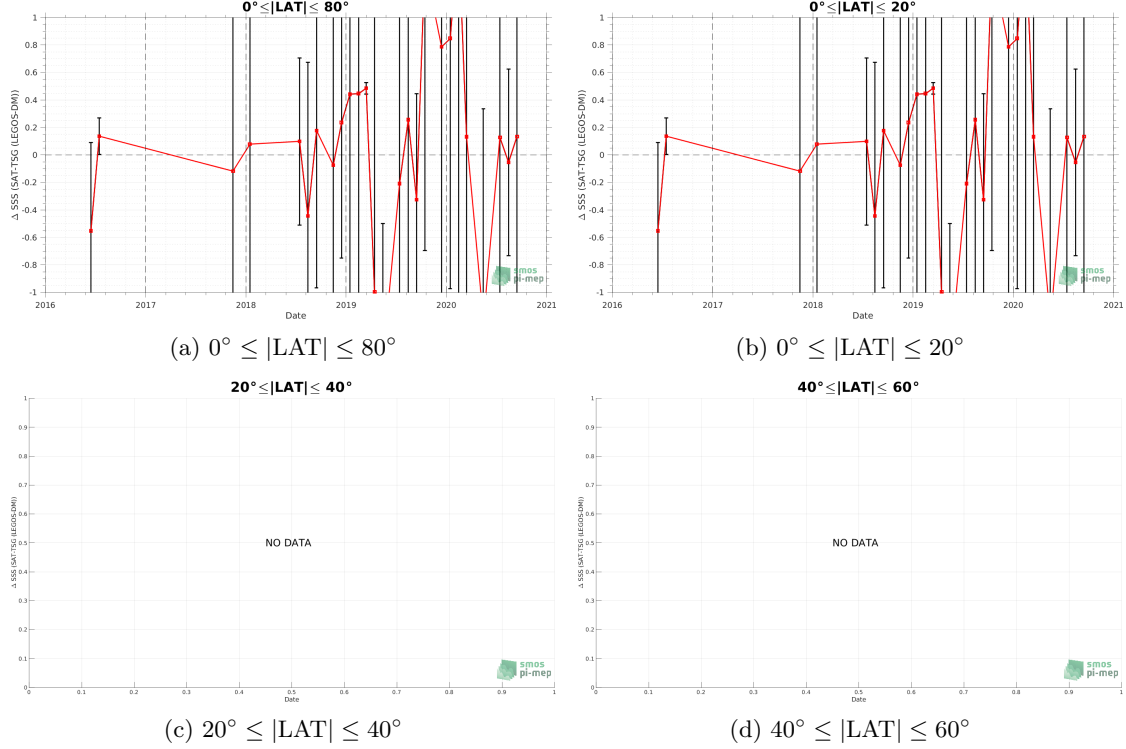 0°≤|LAT|≤ 80°
1
0.8
0.6
0.4
0.2
0
-0.2
-0.4
-0.6
-0.8
-1
Δ SSS (SAT-TSG (LEGOS-DM))
2016 2017 2018 2019 2020 2021
Date
smos
pi-mep
(a) 0° ≤ |LAT| ≤ 80°
0°≤|LAT|≤ 20°
1
0.8
0.6
0.4
0.2
0
-0.2
-0.4
-0.6
-0.8
-1
Δ SSS (SAT-TSG (LEGOS-DM))
2016 2017 2018 2019 2020 2021
Date
smos
pi-mep
(b) 0° ≤ |LAT| ≤ 20°
20°≤|LAT|≤ 40°
1
0.9
0.8
0.7
0.6
0.5
0.4
0.3
0.2
0.1
0
Δ SSS (SAT-TSG (LEGOS-DM))
NO DATA
0 0.1 0.2 0.3 0.4 0.5 0.6 0.7 0.8 0.9 1
Date
smos
pi-mep
(c) 20° ≤ |LAT| ≤ 40°
40°≤|LAT|≤ 60°
1
0.9
0.8
0.7
0.6
0.5
0.4
0.3
0.2
0.1
0
Δ SSS (SAT-TSG (LEGOS-DM))
NO DATA
0 0.1 0.2 0.3 0.4 0.5 0.6 0.7 0.8 0.9 1
Date
smos
pi-mep
(d) 40° ≤ |LAT| ≤ 60°